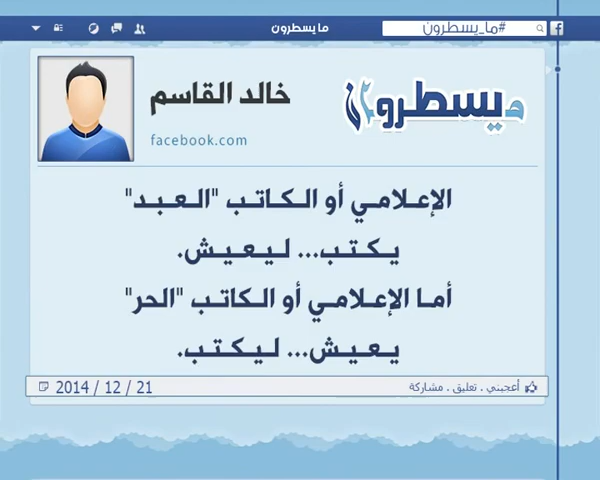 #ما_يسطرون
ما يسطرون
ما يسطرون
خالد القاسم
facebook.com
الإعلامي أو الكاتب "العبد"
يكتب... ليعيش.
أما الإعلامي أو الكاتب "الحر"
يعيش... ليكتب.
أعجبني . تعليق . مشاركة
2014 / 12 / 21